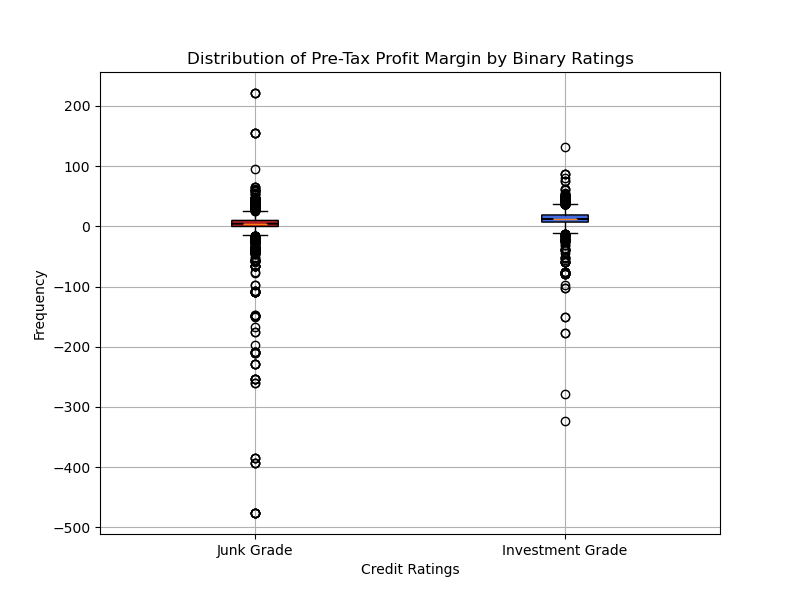 Distribution of Pre-Tax Profit Margin by Binary Ratings
200
100
0
−100
−200
−300
−400
−500
Frequency
Junk Grade
Investment Grade
Credit Ratings